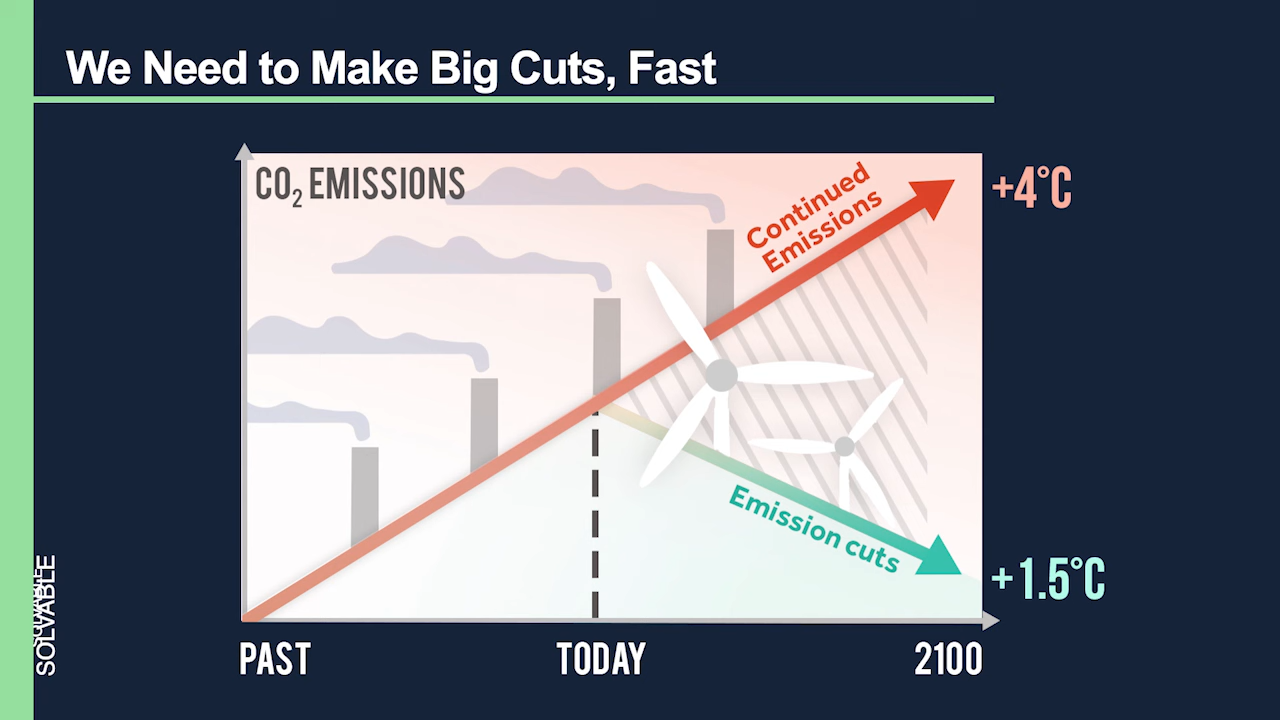 We Need to Make Big Cuts, Fast
CO₂ EMISSIONS
Continued
Emissions
+4°C
Emission cuts
+1.5°C
PAST
TODAY
2100
SOLVABLE